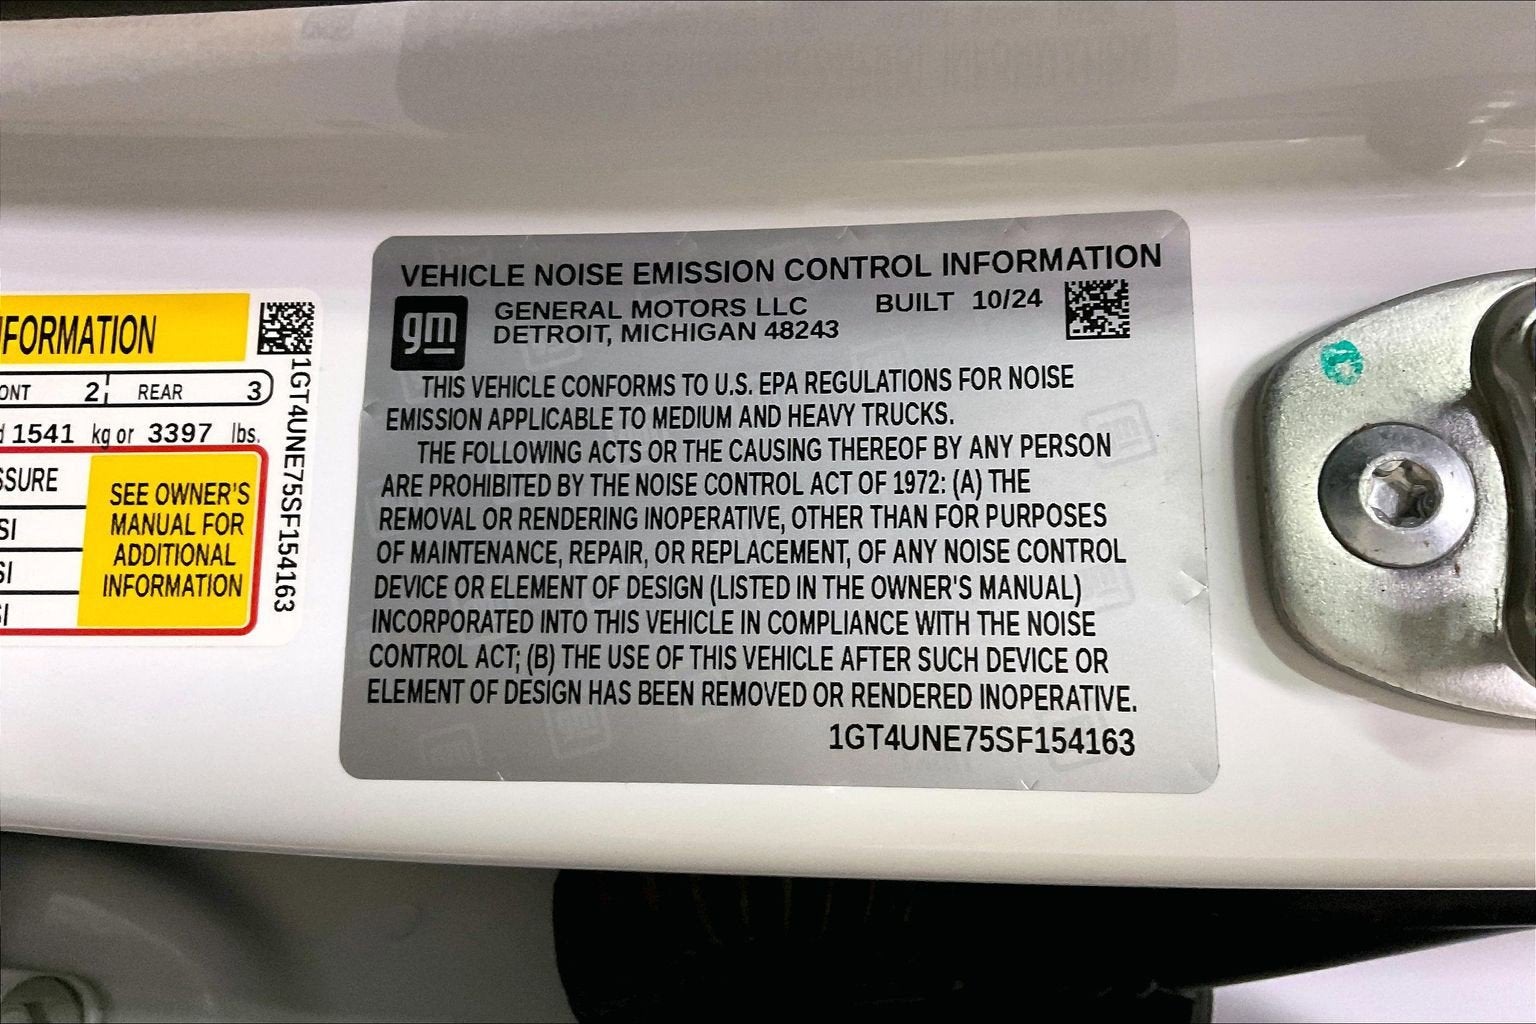 NFORMATION
ONT 2 REAR 3
1541 kg or 3397 lbs.
SSURE
SI
SI
SI
SEE OWNER'S
MANUAL FOR
ADDITIONAL
INFORMATION
1GT4UNE75SF154163
VEHICLE NOISE EMISSION CONTROL INFORMATION
gm
GENERAL MOTORS LLC BUILT 10/24
DETROIT, MICHIGAN 48243
THIS VEHICLE CONFORMS TO U.S. EPA REGULATIONS FOR NOISE
EMISSION APPLICABLE TO MEDIUM AND HEAVY TRUCKS.
THE FOLLOWING ACTS OR THE CAUSING THEREOF BY ANY PERSON
ARE PROHIBITED BY THE NOISE CONTROL ACT OF 1972: (A) THE
REMOVAL OR RENDERING INOPERATIVE, OTHER THAN FOR PURPOSES
OF MAINTENANCE, REPAIR, OR REPLACEMENT, OF ANY NOISE CONTROL
DEVICE OR ELEMENT OF DESIGN (LISTED IN THE OWNER'S MANUAL)
INCORPORATED INTO THIS VEHICLE IN COMPLIANCE WITH THE NOISE
CONTROL ACT; (B) THE USE OF THIS VEHICLE AFTER SUCH DEVICE OR
ELEMENT OF DESIGN HAS BEEN REMOVED OR RENDERED INOPERATIVE.
1GT4UNE75SF154163